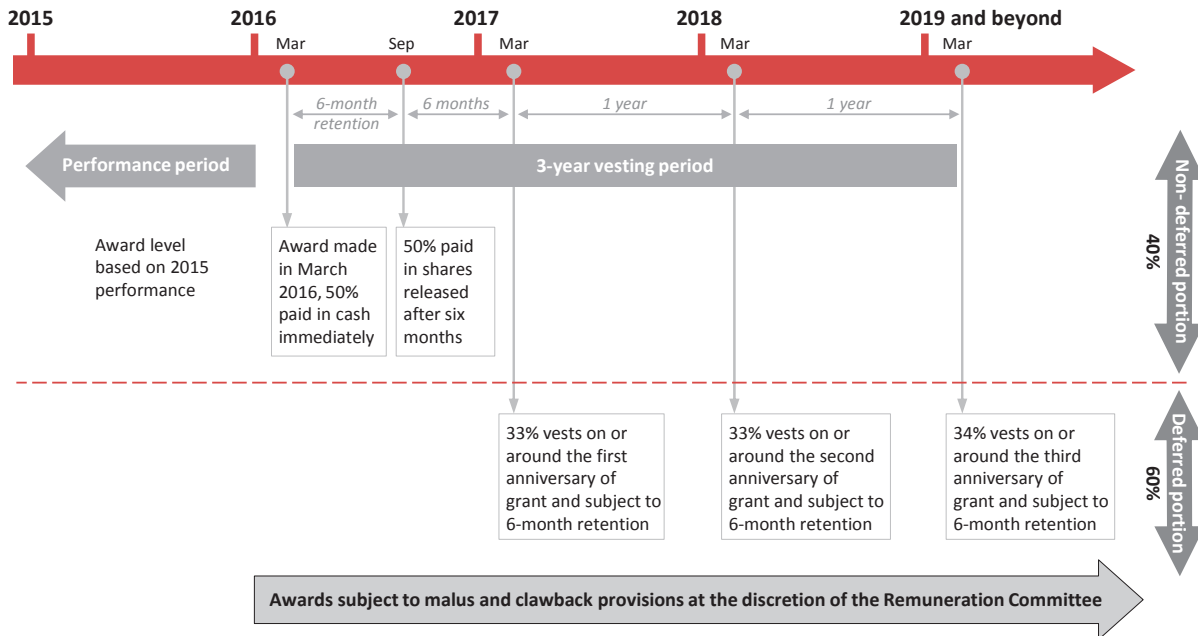 2015
2016
2017
2018
2019 and beyond
Mar
Sep
Mar
Mar
Mar
6-month
retention
6 months
1 year
1 year
Performance period
3-year vesting period
Award level
based on 2015
performance
Award made
in March
2016, 50%
paid in cash
immediately
50% paid
in shares
released
after six
months
Non- deferred portion
40%
33% vests on or
around the first
anniversary of
grant and subject to
6-month retention
33% vests on or
around the second
anniversary of
grant and subject to
6-month retention
34% vests on or
around the third
anniversary of
grant and subject to
6-month retention
Deferred portion
60%
Awards subject to malus and clawback provisions at the discretion of the Remuneration Committee